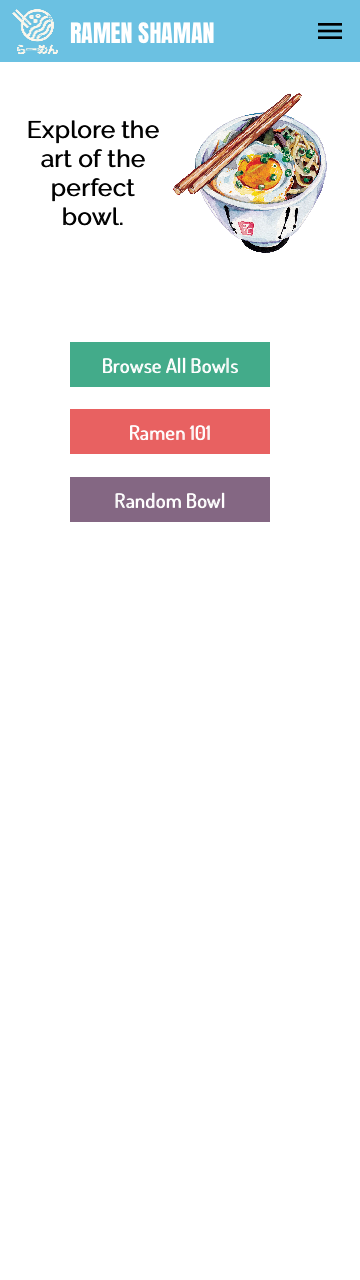 らーめん
RAMEN SHAMAN
Explore the
art of the
perfect
bowl.
Browse All Bowls
Ramen 101
Random Bowl